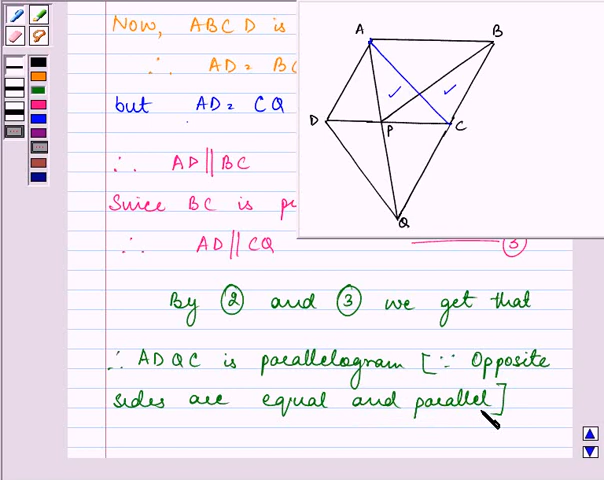 Now, ABCD is
∴ AD = BC
but AD = CQ
∴ AD || BC
Since BC is
∴ AD || CQ ③
By ② and ③ we get that
∴ ADQC is parallelogram [∵ Opposite
sides are equal and parallel]
A B
D P C
Q